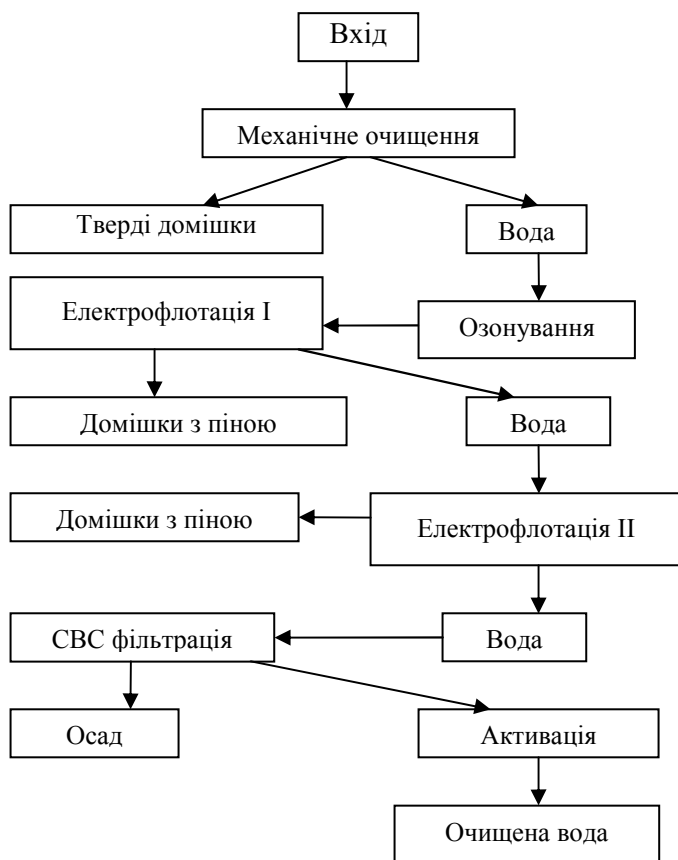 Вхід
Механічне очищення
Тверді домішки
Вода
Електрофлотація I
Озонування
Домішки з піною
Вода
Домішки з піною
Електрофлотація II
СВС фільтрація
Вода
Осад
Активація
Очищена вода